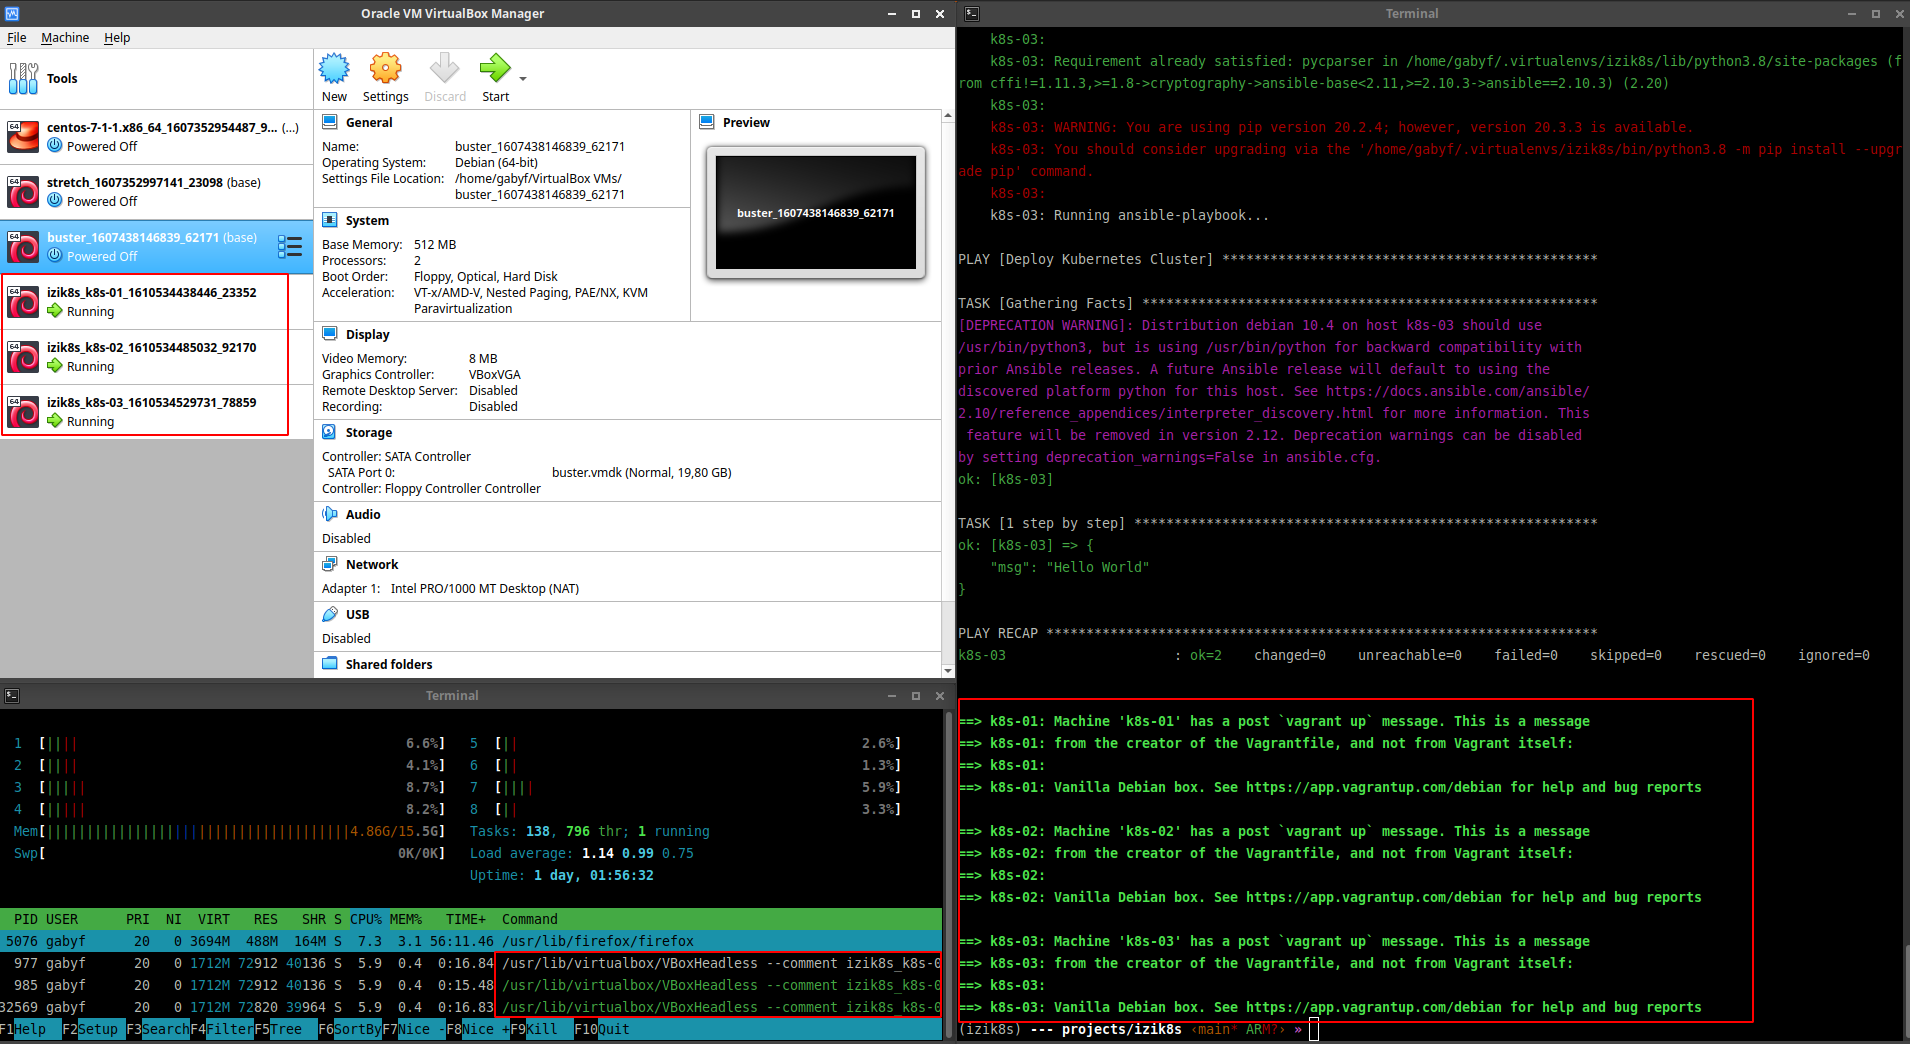 Oracle VM VirtualBox Manager
File Machine Help
Tools
New Settings Discard Start
centos-7-1-1.x86_64_1607352954487_9... (...)
Powered Off
stretch_1607352997141_23098 (base)
Powered Off
buster_1607438146839_62171 (base)
Powered Off
izik8s_k8s-01_1610534438446_23352
Running
izik8s_k8s-02_1610534485032_92170
Running
izik8s_k8s-03_1610534529731_78859
Running
General
Name: buster_1607438146839_62171
Operating System: Debian (64-bit)
Settings File Location: /home/gabyf/VirtualBox VMs/
buster_1607438146839_62171
System
Base Memory: 512 MB
Processors: 2
Boot Order: Floppy, Optical, Hard Disk
Acceleration: VT-x/AMD-V, Nested Paging, PAE/NX, KVM
Paravirtualization
Preview
buster_1607438146839_62171
Display
Video Memory: 8 MB
Graphics Controller: VBoxVGA
Remote Desktop Server: Disabled
Recording: Disabled
Storage
Controller: SATA Controller
SATA Port 0: buster.vmdk (Normal, 19,80 GB)
Controller: Floppy Controller Controller
Audio
Disabled
Network
Adapter 1: Intel PRO/1000 MT Desktop (NAT)
USB
Disabled
Shared folders
Terminal
1 [|||| 6.6%] 5 [|| 2.6%]
2 [|||| 4.1%] 6 [|| 1.3%]
3 [||||| 8.7%] 7 [|||| 5.9%]
4 [||||| 8.2%] 8 [|| 3.3%]
Mem[||||||||||||||||||||||||||||||||||||||4.86G/15.5G] Tasks: 138, 796 thr; 1 running
Swp[ 0K/0K] Load average: 1.14 0.99 0.75
Uptime: 1 day, 01:56:32
PID USER PRI NI VIRT RES SHR S CPU% MEM% TIME+ Command
5076 gabyf 20 0 3694M 488M 164M S 7.3 3.1 56:11.46 /usr/lib/firefox/firefox
977 gabyf 20 0 1712M 72912 40136 S 5.9 0.4 0:16.84 /usr/lib/virtualbox/VBoxHeadless --comment izik8s_k8s-0
985 gabyf 20 0 1712M 72912 40136 S 5.9 0.4 0:15.48 /usr/lib/virtualbox/VBoxHeadless --comment izik8s_k8s-0
32569 gabyf 20 0 1712M 72820 39964 S 5.9 0.4 0:16.83 /usr/lib/virtualbox/VBoxHeadless --comment izik8s_k8s-0
F1Help F2Setup F3SearchF4FilterF5Tree F6SortByF7Nice -F8Nice +F9Kill F10Quit
Terminal
k8s-03:
k8s-03: Requirement already satisfied: pycparser in /home/gabyf/.virtualenvs/izik8s/lib/python3.8/site-packages (f
rom cffi!=1.11.3,>=1.8->cryptography->ansible-base<2.11,>=2.10.3->ansible==2.10.3) (2.20)
k8s-03:
k8s-03: WARNING: You are using pip version 20.2.4; however, version 20.3.3 is available.
k8s-03: You should consider upgrading via the '/home/gabyf/.virtualenvs/izik8s/bin/python3.8 -m pip install --upgr
ade pip' command.
k8s-03:
k8s-03: Running ansible-playbook...
PLAY [Deploy Kubernetes Cluster] ***********************************************
TASK [Gathering Facts] *********************************************************
[DEPRECATION WARNING]: Distribution debian 10.4 on host k8s-03 should use
/usr/bin/python3, but is using /usr/bin/python for backward compatibility with
prior Ansible releases. A future Ansible release will default to using the
discovered platform python for this host. See https://docs.ansible.com/ansible/
2.10/reference_appendices/interpreter_discovery.html for more information. This
feature will be removed in version 2.12. Deprecation warnings can be disabled
by setting deprecation_warnings=False in ansible.cfg.
ok: [k8s-03]
TASK [1 step by step] **********************************************************
ok: [k8s-03] => {
"msg": "Hello World"
}
PLAY RECAP *********************************************************************
k8s-03 : ok=2 changed=0 unreachable=0 failed=0 skipped=0 rescued=0 ignored=0
==> k8s-01: Machine 'k8s-01' has a post `vagrant up` message. This is a message
==> k8s-01: from the creator of the Vagrantfile, and not from Vagrant itself:
==> k8s-01:
==> k8s-01: Vanilla Debian box. See https://app.vagrantup.com/debian for help and bug reports
==> k8s-02: Machine 'k8s-02' has a post `vagrant up` message. This is a message
==> k8s-02: from the creator of the Vagrantfile, and not from Vagrant itself:
==> k8s-02:
==> k8s-02: Vanilla Debian box. See https://app.vagrantup.com/debian for help and bug reports
==> k8s-03: Machine 'k8s-03' has a post `vagrant up` message. This is a message
==> k8s-03: from the creator of the Vagrantfile, and not from Vagrant itself:
==> k8s-03:
==> k8s-03: Vanilla Debian box. See https://app.vagrantup.com/debian for help and bug reports
(izik8s) --- projects/izik8s ‹main* ARM?› »